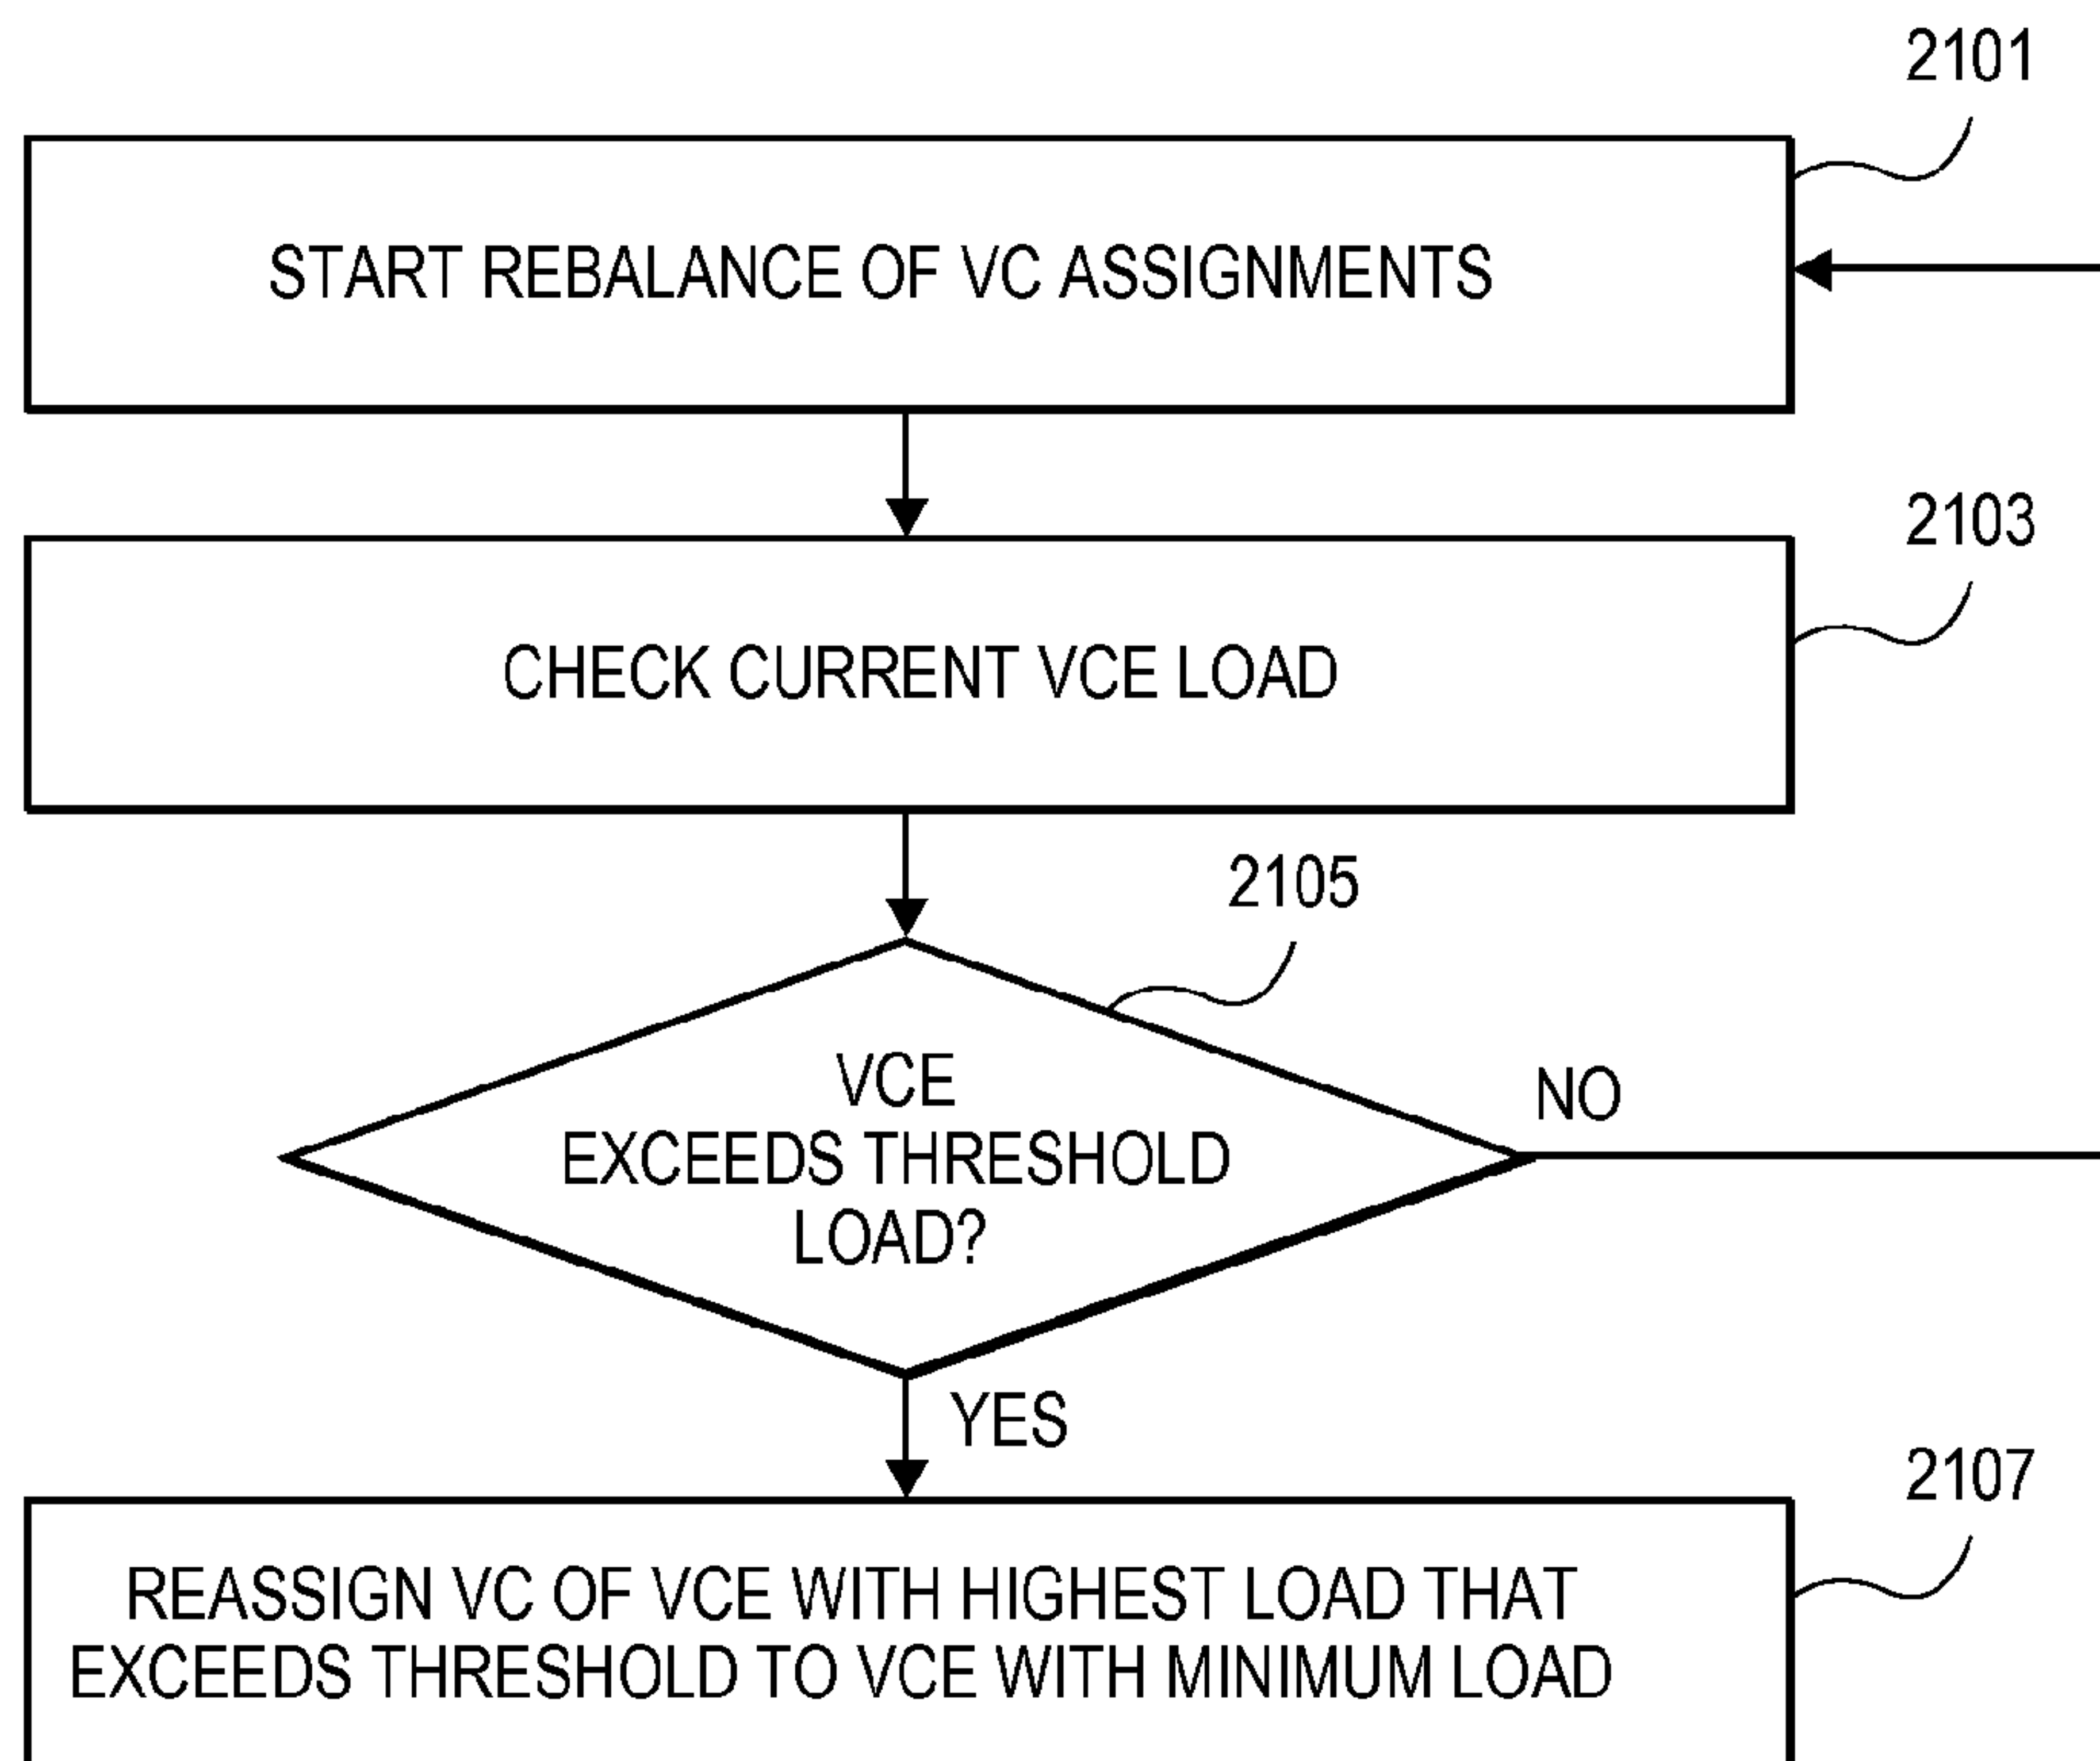 2101
START REBALANCE OF VC ASSIGNMENTS
2103
CHECK CURRENT VCE LOAD
2105
VCE
EXCEEDS THRESHOLD
LOAD?
NO
YES
2107
REASSIGN VC OF VCE WITH HIGHEST LOAD THAT
EXCEEDS THRESHOLD TO VCE WITH MINIMUM LOAD